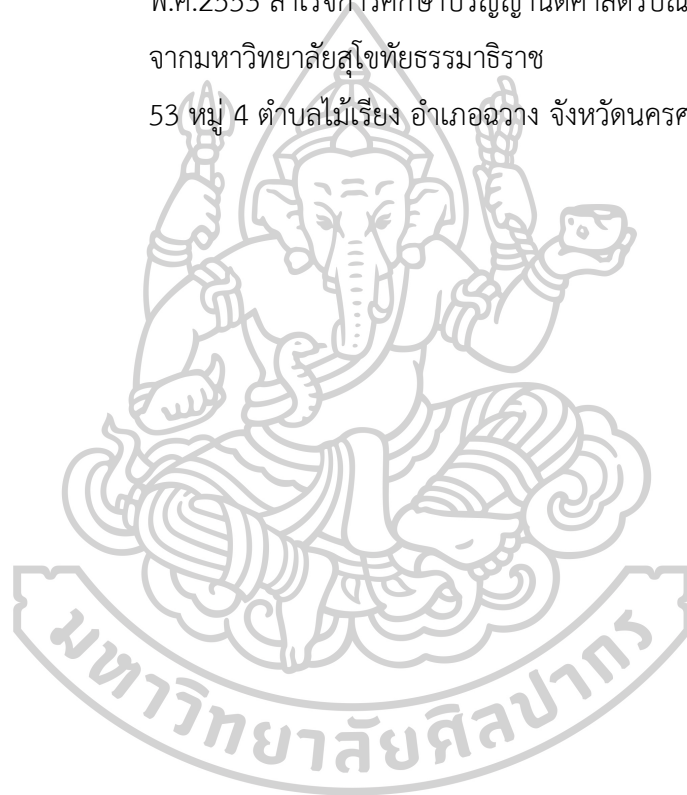 พ.ศ.2553 สำเร็จการศึกษาปริญญานิติศาสตร
จากมหาวิทยาลัยสุโขทัยธรรมาธิราช
53 หมู่ 4 ตำบลไม้เรียง อำเภอฉวาง จังหวัดนคร
มหาวิทยาลัยศิลปากร